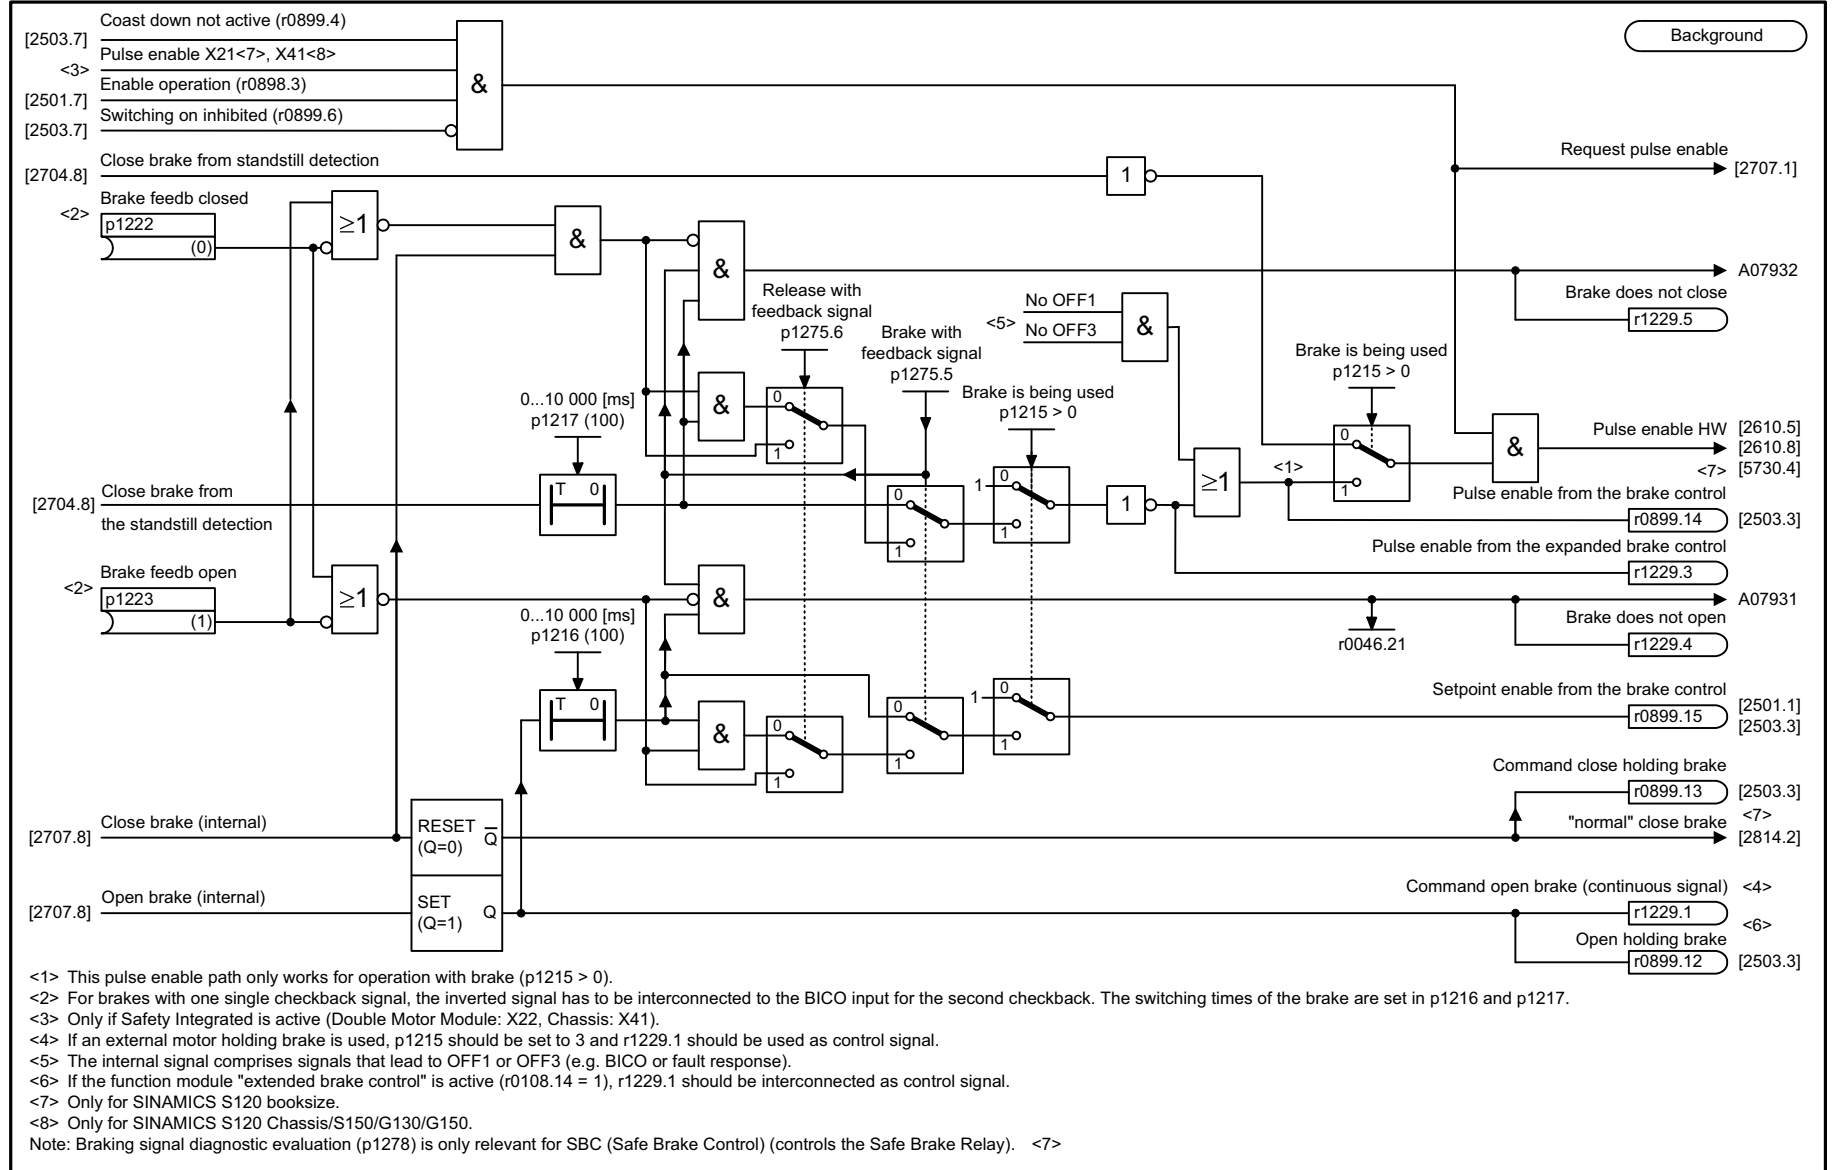 Coast down not active (r0899.4)
[2503.7]
Background
Pulse enable X21<7>, X41<8>
<3>
&
Enable operation (r0898.3)
[2501.7]
Switching on inhibited (r0899.6)
[2503.7]
Close brake from standstill detection
[2704.8]
1
Request pulse enable
[2707.1]
Brake feedb closed
<2>
p1222
(0)
≥1
&
&
A07932
Brake does not close
r1229.5
Release with
feedback signal
p1275.6
Brake with
feedback signal
p1275.5
No OFF1
<5>
No OFF3
&
Brake is being used
p1215 > 0
Brake is being used
p1215 > 0
0...10 000 [ms]
p1217 (100)
&
0
1
0
1
&
Pulse enable HW
[2610.5]
[2610.8]
<7>
[5730.4]
Close brake from
[2704.8]
the standstill detection
T 0
0
1
1
0
1
1
≥1
<1>
Pulse enable from the brake control
r0899.14
[2503.3]
Pulse enable from the expanded brake control
r1229.3
Brake feedb open
<2>
p1223
(1)
≥1
&
A07931
Brake does not open
r1229.4
r0046.21
0...10 000 [ms]
p1216 (100)
T 0
&
0
1
0
1
1
0
1
Setpoint enable from the brake control
r0899.15
[2501.1]
[2503.3]
Command close holding brake
r0899.13
[2503.3]
<7>
Close brake (internal)
[2707.8]
RESET
(Q=0)
Q̅
"normal" close brake
[2814.2]
Open brake (internal)
[2707.8]
SET
(Q=1)
Q
Command open brake (continuous signal)
<4>
r1229.1
<6>
Open holding brake
r0899.12
[2503.3]
<1> This pulse enable path only works for operation with brake (p1215 > 0).
<2> For brakes with one single checkback signal, the inverted signal has to be interconnected to the BICO input for the second checkback. The switching times of the brake are set in p1216 and p1217.
<3> Only if Safety Integrated is active (Double Motor Module: X22, Chassis: X41).
<4> If an external motor holding brake is used, p1215 should be set to 3 and r1229.1 should be used as control signal.
<5> The internal signal comprises signals that lead to OFF1 or OFF3 (e.g. BICO or fault response).
<6> If the function module "extended brake control" is active (r0108.14 = 1), r1229.1 should be interconnected as control signal.
<7> Only for SINAMICS S120 booksize.
<8> Only for SINAMICS S120 Chassis/S150/G130/G150.
Note: Braking signal diagnostic evaluation (p1278) is only relevant for SBC (Safe Brake Control) (controls the Safe Brake Relay). <7>